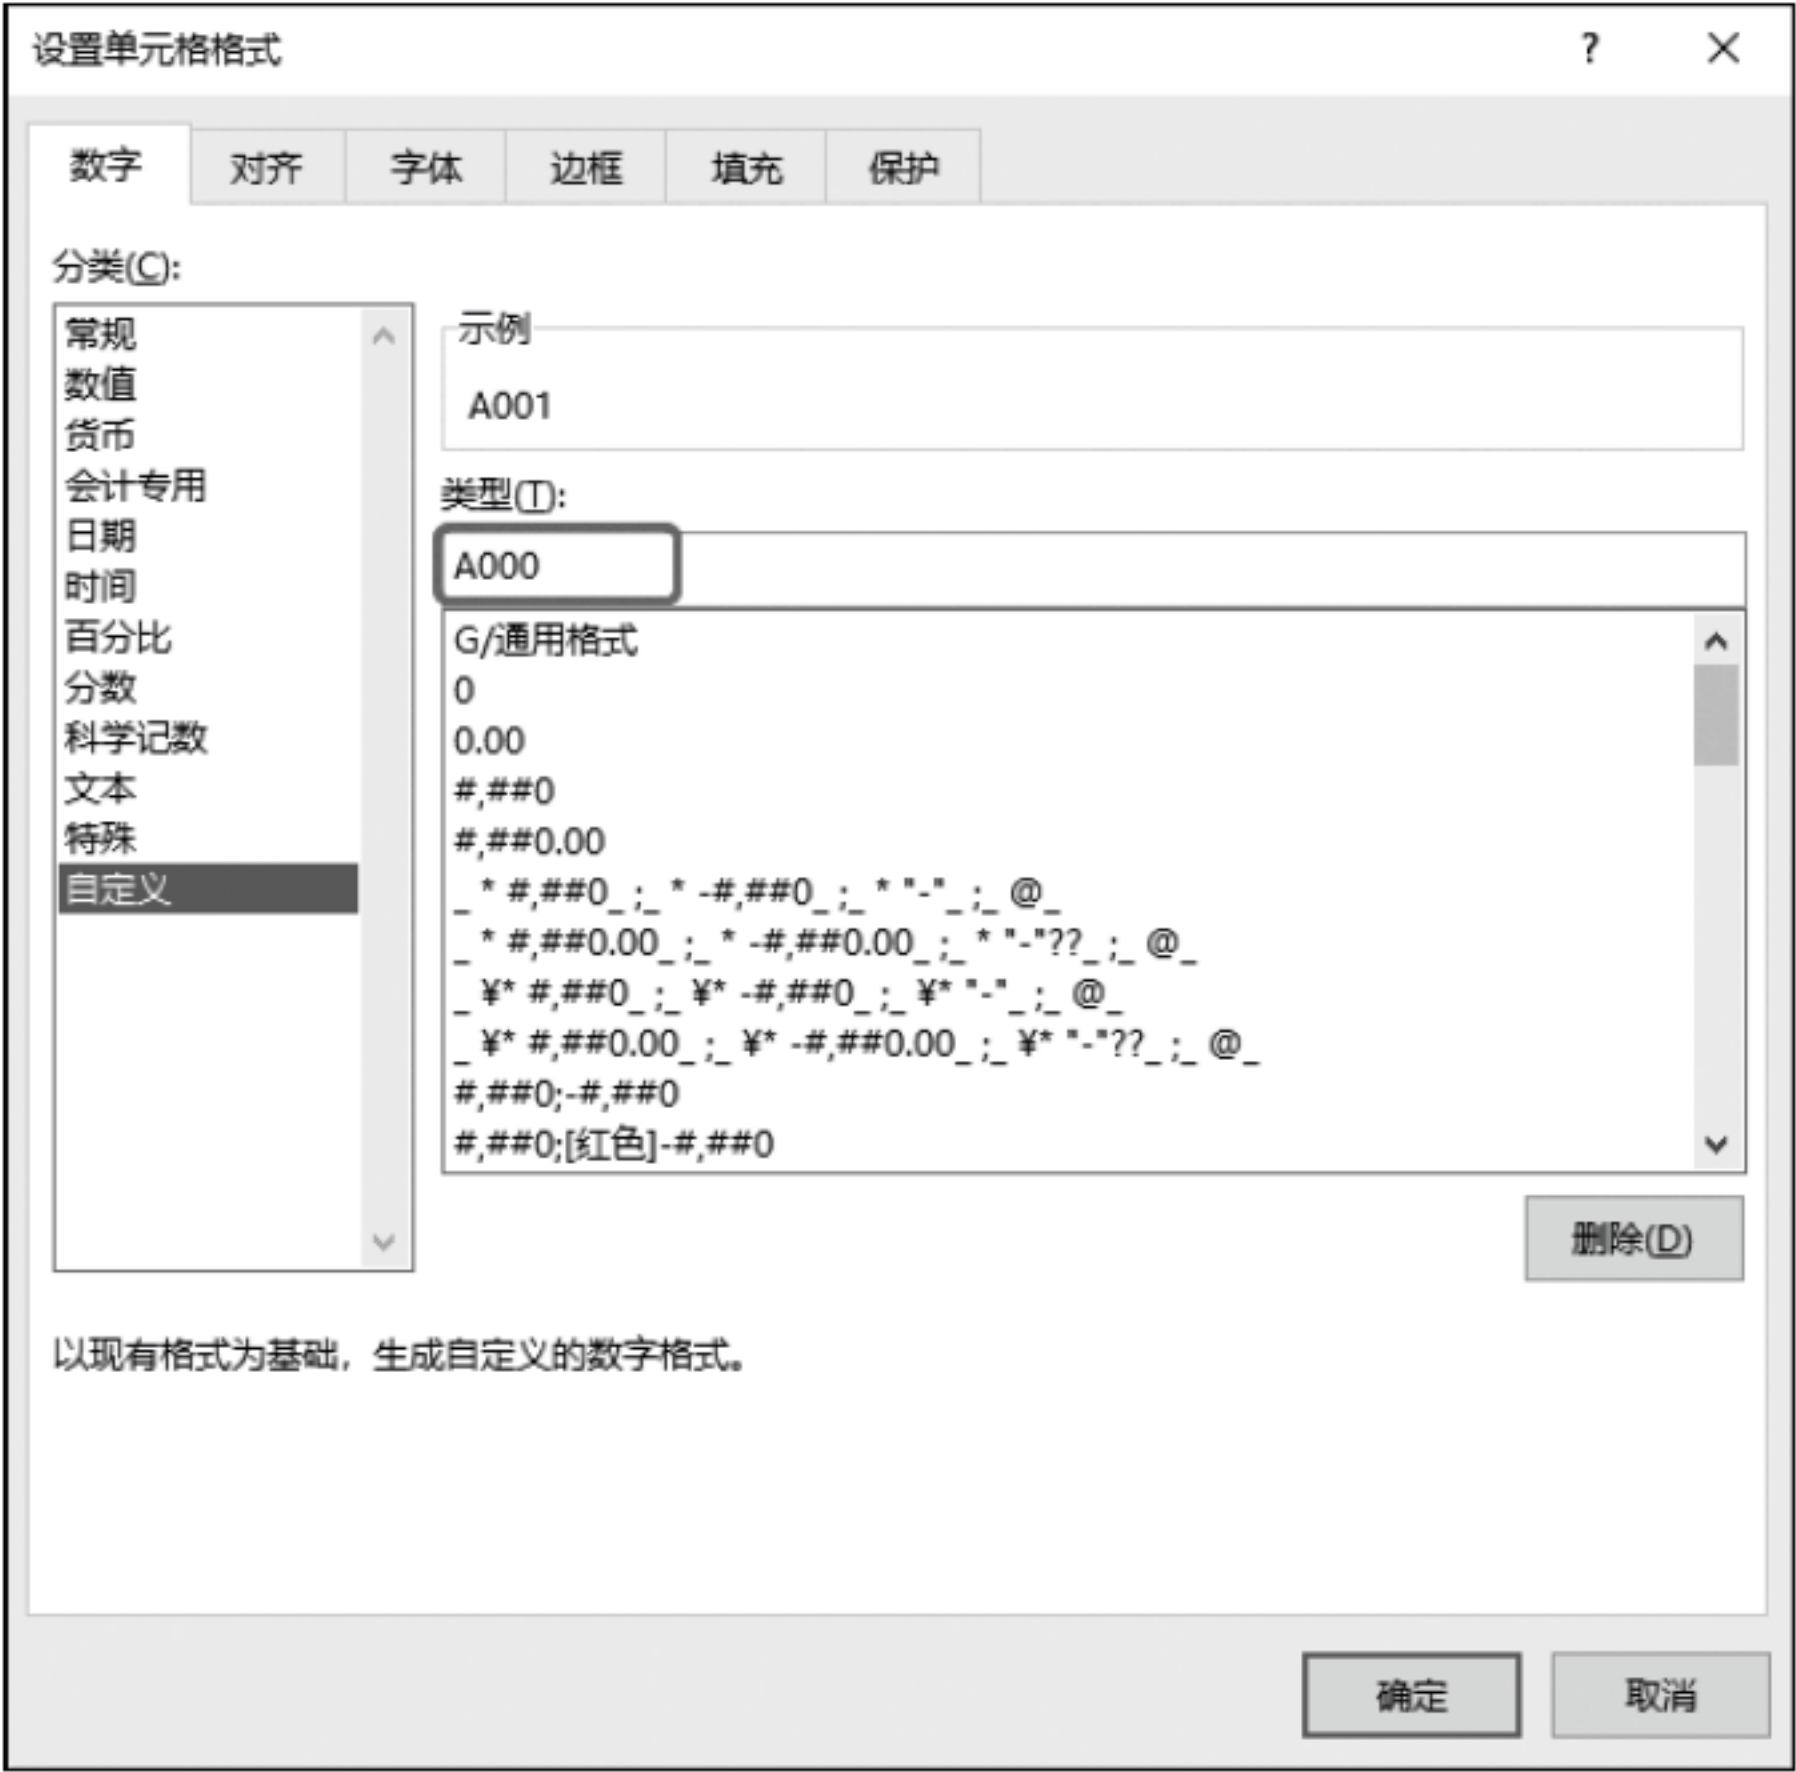 设置单元格格式
?
数字 对齐 字体 边框 填充 保护
分类(C):
常规
数值
货币
会计专用
日期
时间
百分比
分数
科学记数
文本
特殊
自定义
示例
A001
类型(T):
A000
G/通用格式
0
0.00
#,##0
#,##0.00
_ * #,##0_ ;_ * -#,##0_ ;_ * "-"_ ;_ @_
_ * #,##0.00_ ;_ * -#,##0.00_ ;_ * "-"??_ ;_ @_
_ ¥* #,##0_ ;_ ¥* -#,##0_ ;_ ¥* "-"_ ;_ @_
_ ¥* #,##0.00_ ;_ ¥* -#,##0.00_ ;_ ¥* "-"??_ ;_ @_
#,##0;-#,##0
#,##0;[红色]-#,##0
删除(D)
以现有格式为基础，生成自定义的数字格式。
确定 取消